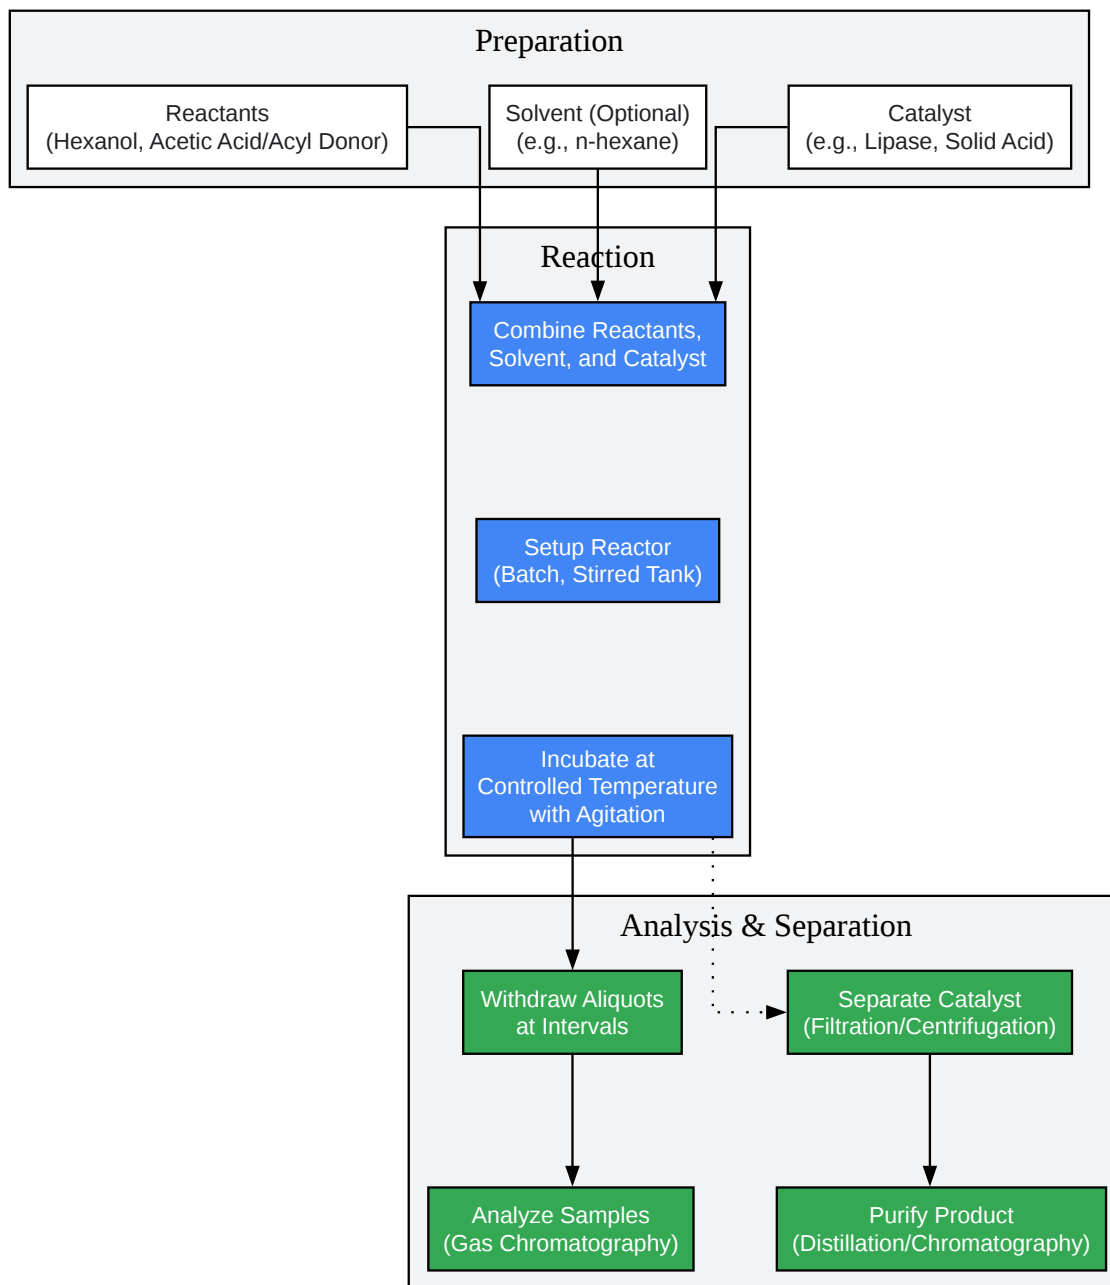 Preparation
Reactants
(Hexanol, Acetic Acid/Acyl Donor)
Solvent (Optional)
(e.g., n-hexane)
Catalyst
(e.g., Lipase, Solid Acid)
Reaction
Combine Reactants,
Solvent, and Catalyst
Setup Reactor
(Batch, Stirred Tank)
Incubate at
Controlled Temperature
with Agitation
Analysis & Separation
Withdraw Aliquots
at Intervals
Separate Catalyst
(Filtration/Centrifugation)
Analyze Samples
(Gas Chromatography)
Purify Product
(Distillation/Chromatography)